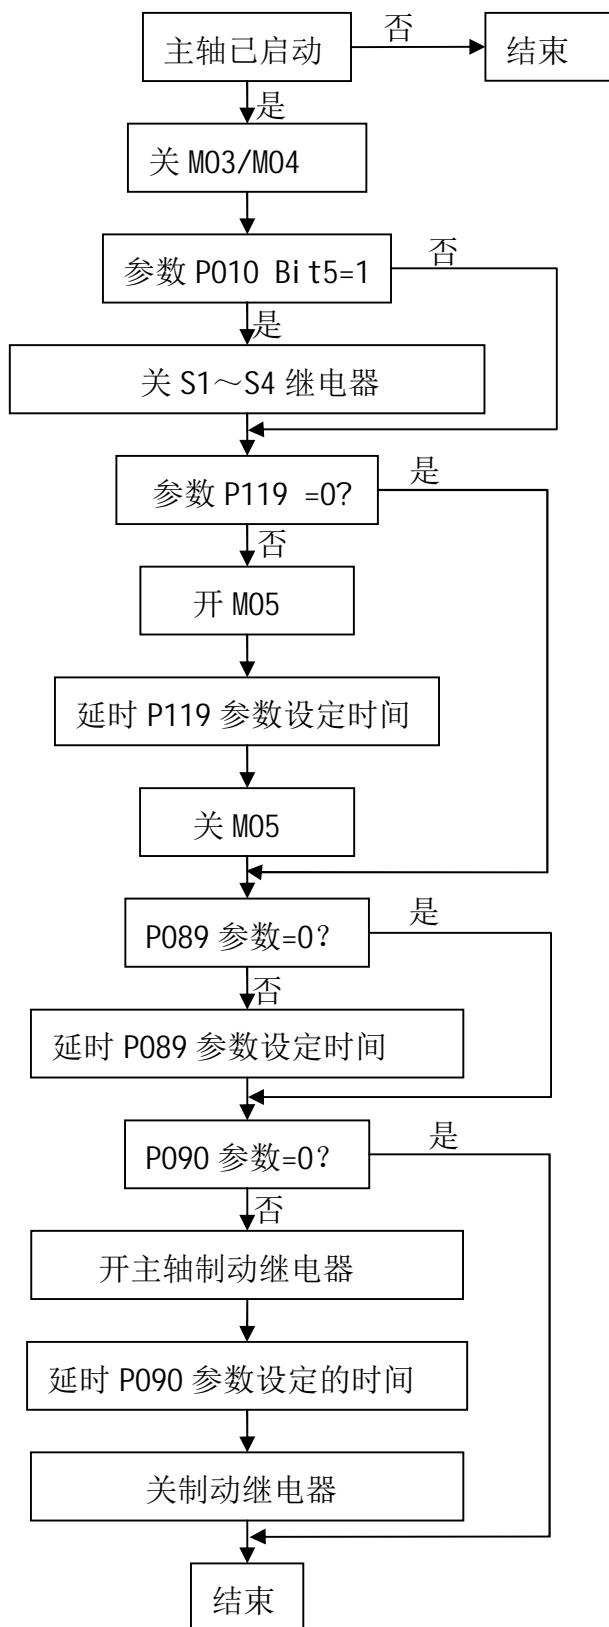 主轴已启动
否
结束
是
关 M03/M04
参数 P010 Bit5=1
否
是
关 S1～S4 继电器
参数 P119 =0?
是
否
开 M05
延时 P119 参数设定时间
关 M05
P089 参数=0?
是
否
延时 P089 参数设定时间
P090 参数=0?
是
否
开主轴制动继电器
延时 P090 参数设定的时间
关制动继电器
结束